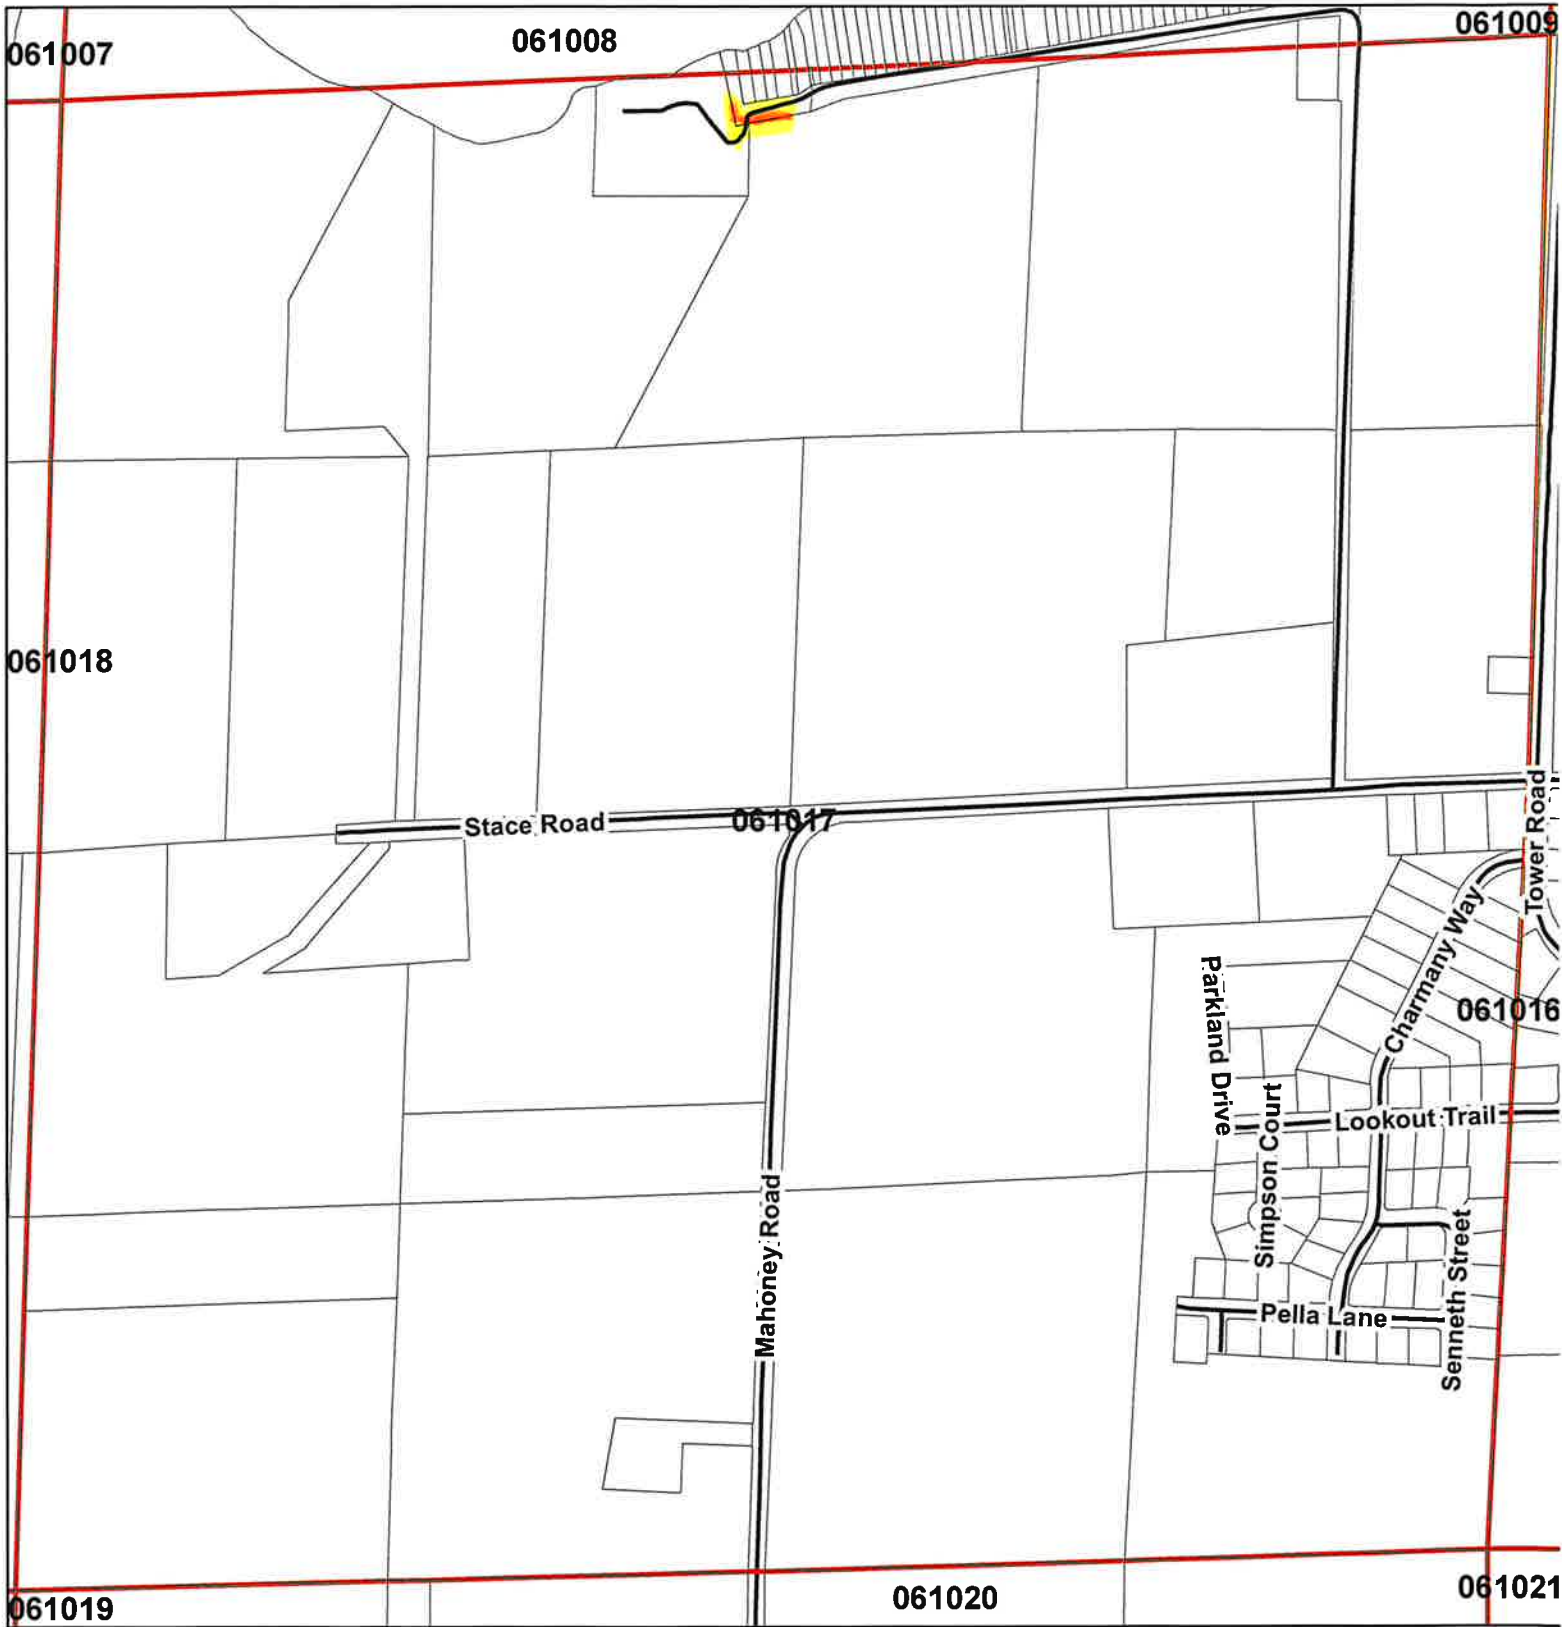 061007
061008
061009
061018
Stace Road
061017
Tower Road
Charmany Way
Parkland Drive
061016
Simpson Court
Lookout Trail
Mahoney Road
Senneth Street
Pella Lane
061019
061020
061021